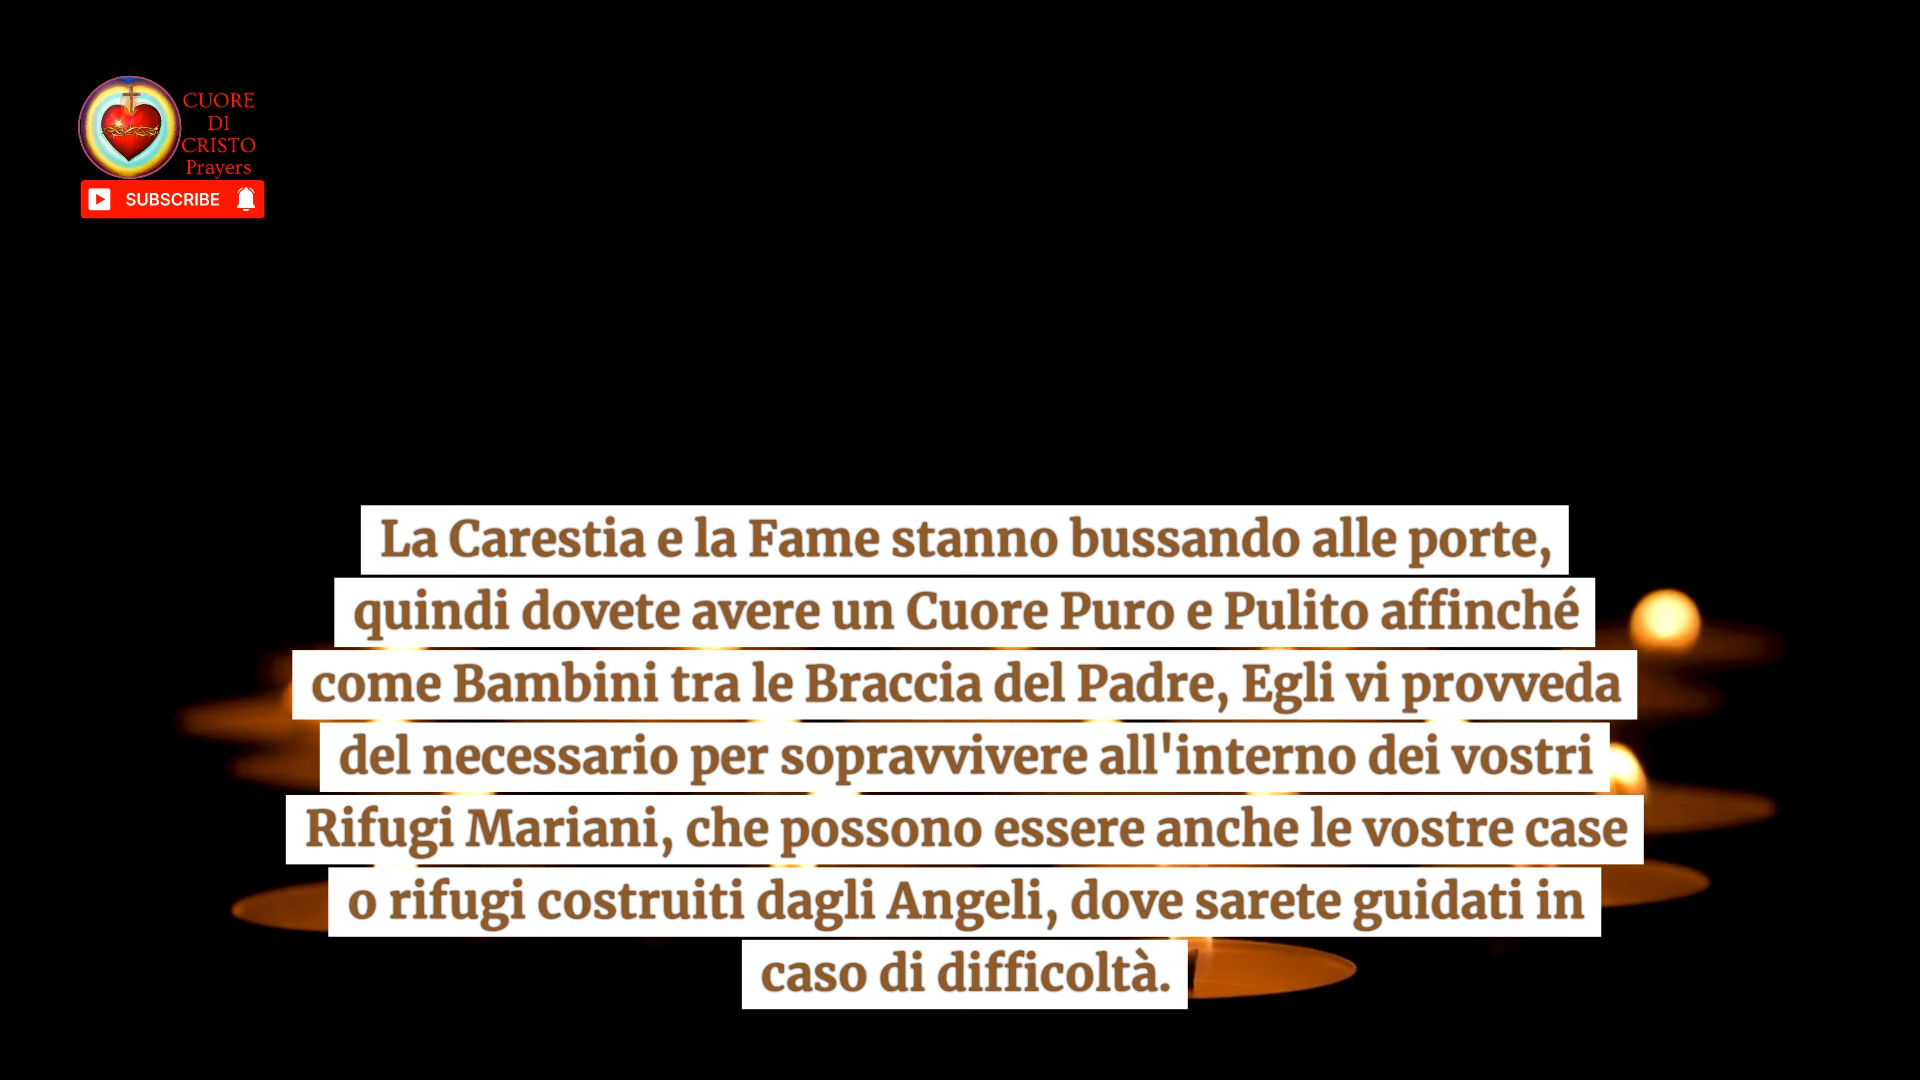 CUORE
DI
CRISTO
Prayers
SUBSCRIBE
La Carestia e la Fame stanno bussando alle porte,
quindi dovete avere un Cuore Puro e Pulito affinché
come Bambini tra le Braccia del Padre, Egli vi provveda
del necessario per sopravvivere all'interno dei vostri
Rifugi Mariani, che possono essere anche le vostre case
o rifugi costruiti dagli Angeli, dove sarete guidati in
caso di difficoltà.